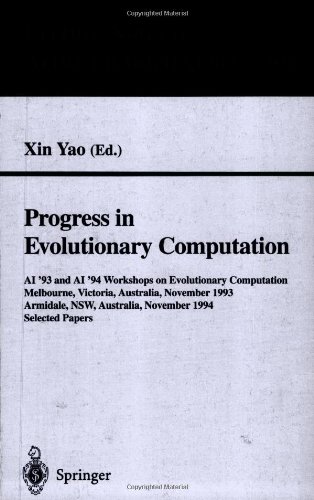 Xin Yao (Ed.)
Progress in
Evolutionary Computation
AI '93 and AI '94 Workshops on Evolutionary Computation
Melbourne, Victoria, Australia, November 1993
Armidale, NSW, Australia, November 1994
Selected Papers
Springer